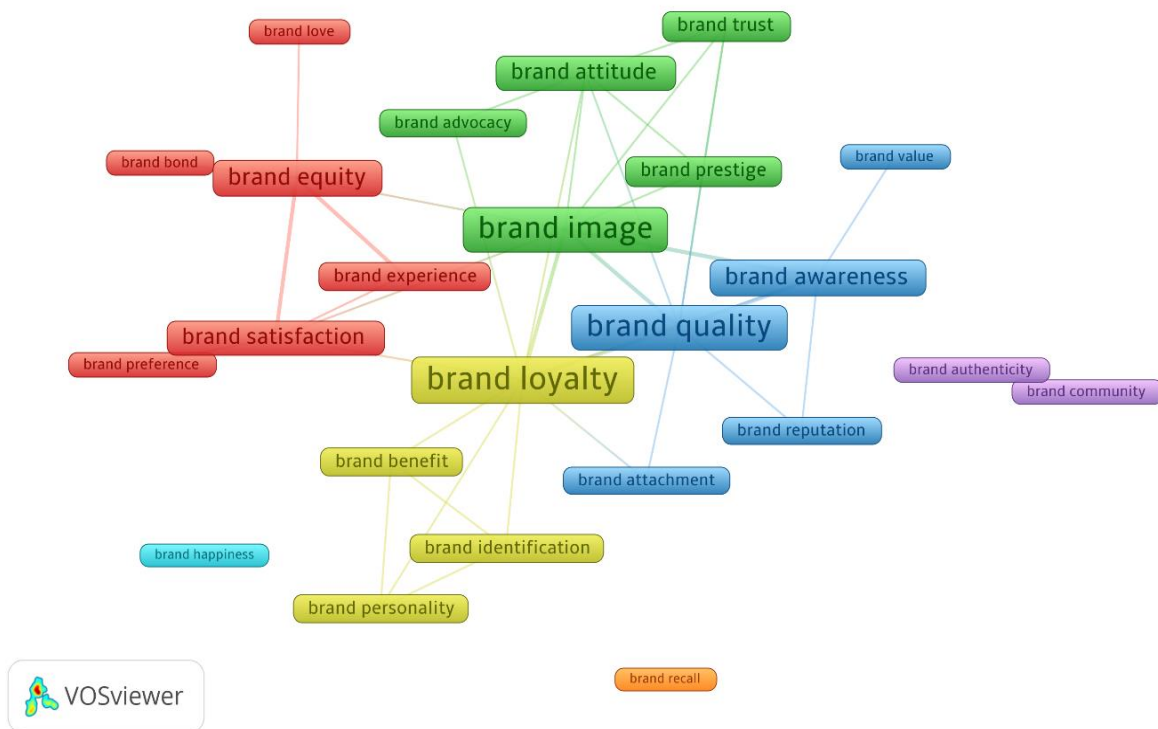 brand love
brand trust
brand attitude
brand advocacy
brand bond
brand equity
brand prestige
brand value
brand image
brand experience
brand awareness
brand satisfaction
brand quality
brand preference
brand loyalty
brand authenticity
brand community
brand reputation
brand benefit
brand attachment
brand identification
brand happiness
brand personality
brand recall
VOSviewer